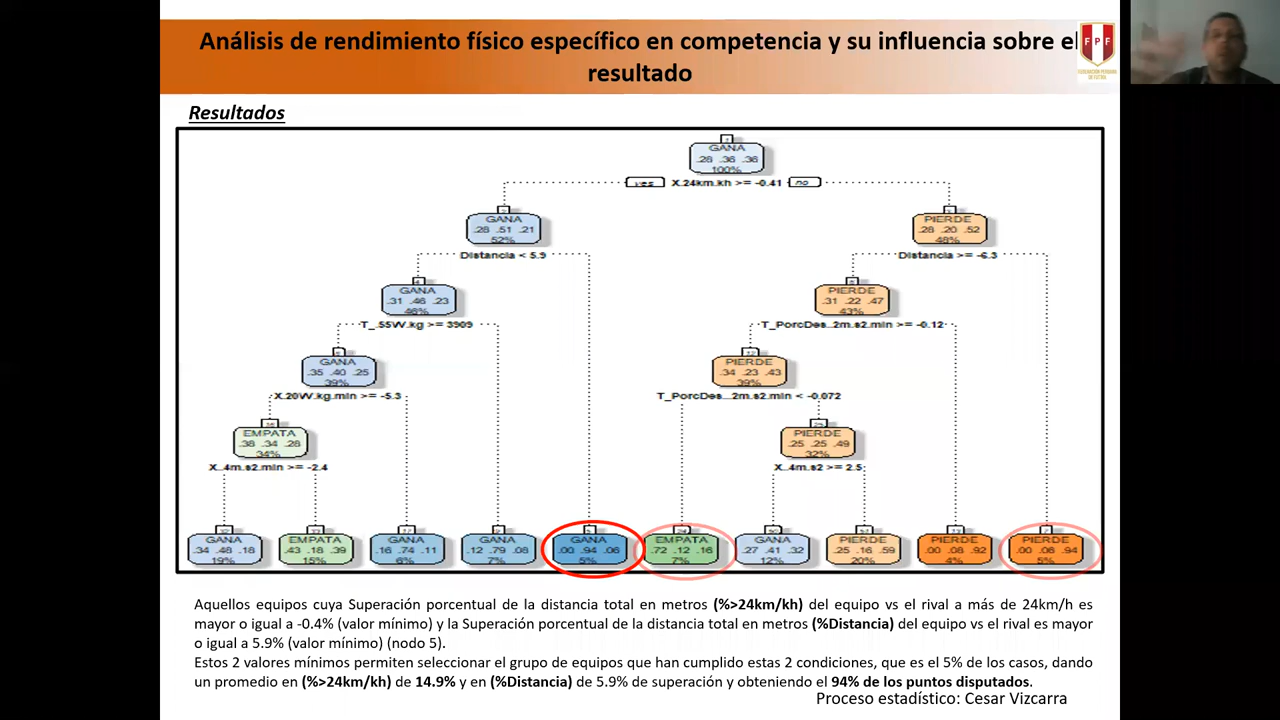 Análisis de rendimiento físico específico en competencia y su influencia sobre el
resultado
FPF
Resultados
GANA
.28 .36 .36
100%
yes X.24km.kh >= -0.41 no
GANA
.28 .51 .21
52%
PIERDE
.28 .20 .52
48%
Distancia < 5.9
Distancia >= -6.3
GANA
.31 .46 .23
46%
PIERDE
.31 .22 .47
43%
T_.55W.kg >= 3909
T_PorcDes...2m.s2.min >= -0.12
GANA
.35 .40 .25
39%
PIERDE
.34 .23 .43
39%
X.20W.kg.min >= -5.3
T_PorcDes...2m.s2.min < -0.072
EMPATA
.38 .34 .28
34%
PIERDE
.25 .25 .49
32%
X..4m.s2.min >= -2.4
X..4m.s2 >= 2.5
GANA
.34 .48 .18
19%
EMPATA
.43 .18 .39
15%
GANA
.16 .74 .11
6%
GANA
.12 .79 .08
7%
GANA
.00 .94 .06
5%
EMPATA
.72 .12 .16
7%
GANA
.27 .41 .32
12%
PIERDE
.25 .16 .59
20%
PIERDE
.00 .08 .92
4%
PIERDE
.00 .06 .94
5%
Aquellos equipos cuya Superación porcentual de la distancia total en metros (%>24km/kh) del equipo vs el rival a más de 24km/h es
mayor o igual a -0.4% (valor mínimo) y la Superación porcentual de la distancia total en metros (%Distancia) del equipo vs el rival es mayor
o igual a 5.9% (valor mínimo) (nodo 5).
Estos 2 valores mínimos permiten seleccionar el grupo de equipos que han cumplido estas 2 condiciones, que es el 5% de los casos, dando
un promedio en (%>24km/kh) de 14.9% y en (%Distancia) de 5.9% de superación y obteniendo el 94% de los puntos disputados.
Proceso estadístico: Cesar Vizcarra